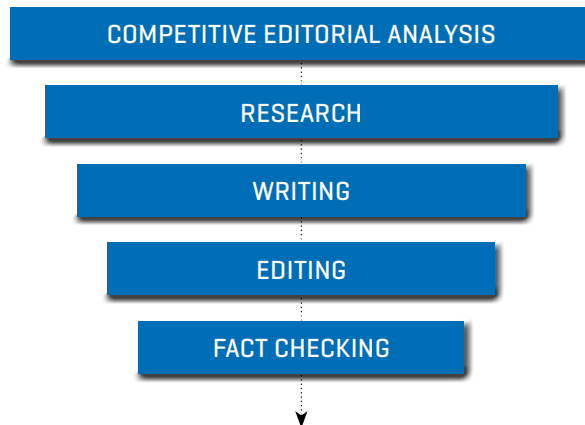 COMPETITIVE EDITORIAL ANALYSIS
RESEARCH
WRITING
EDITING
FACT CHECKING